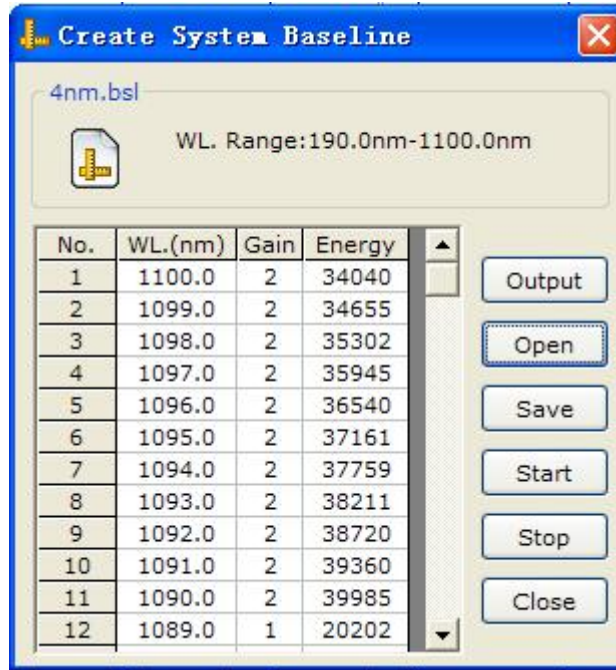 Create System Baseline
4nm.bsl
WL. Range:190.0nm-1100.0nm
No. WL.(nm) Gain Energy
1 1100.0 2 34040
2 1099.0 2 34655
3 1098.0 2 35302
4 1097.0 2 35945
5 1096.0 2 36540
6 1095.0 2 37161
7 1094.0 2 37759
8 1093.0 2 38211
9 1092.0 2 38720
10 1091.0 2 39360
11 1090.0 2 39985
12 1089.0 1 20202
Output
Open
Save
Start
Stop
Close